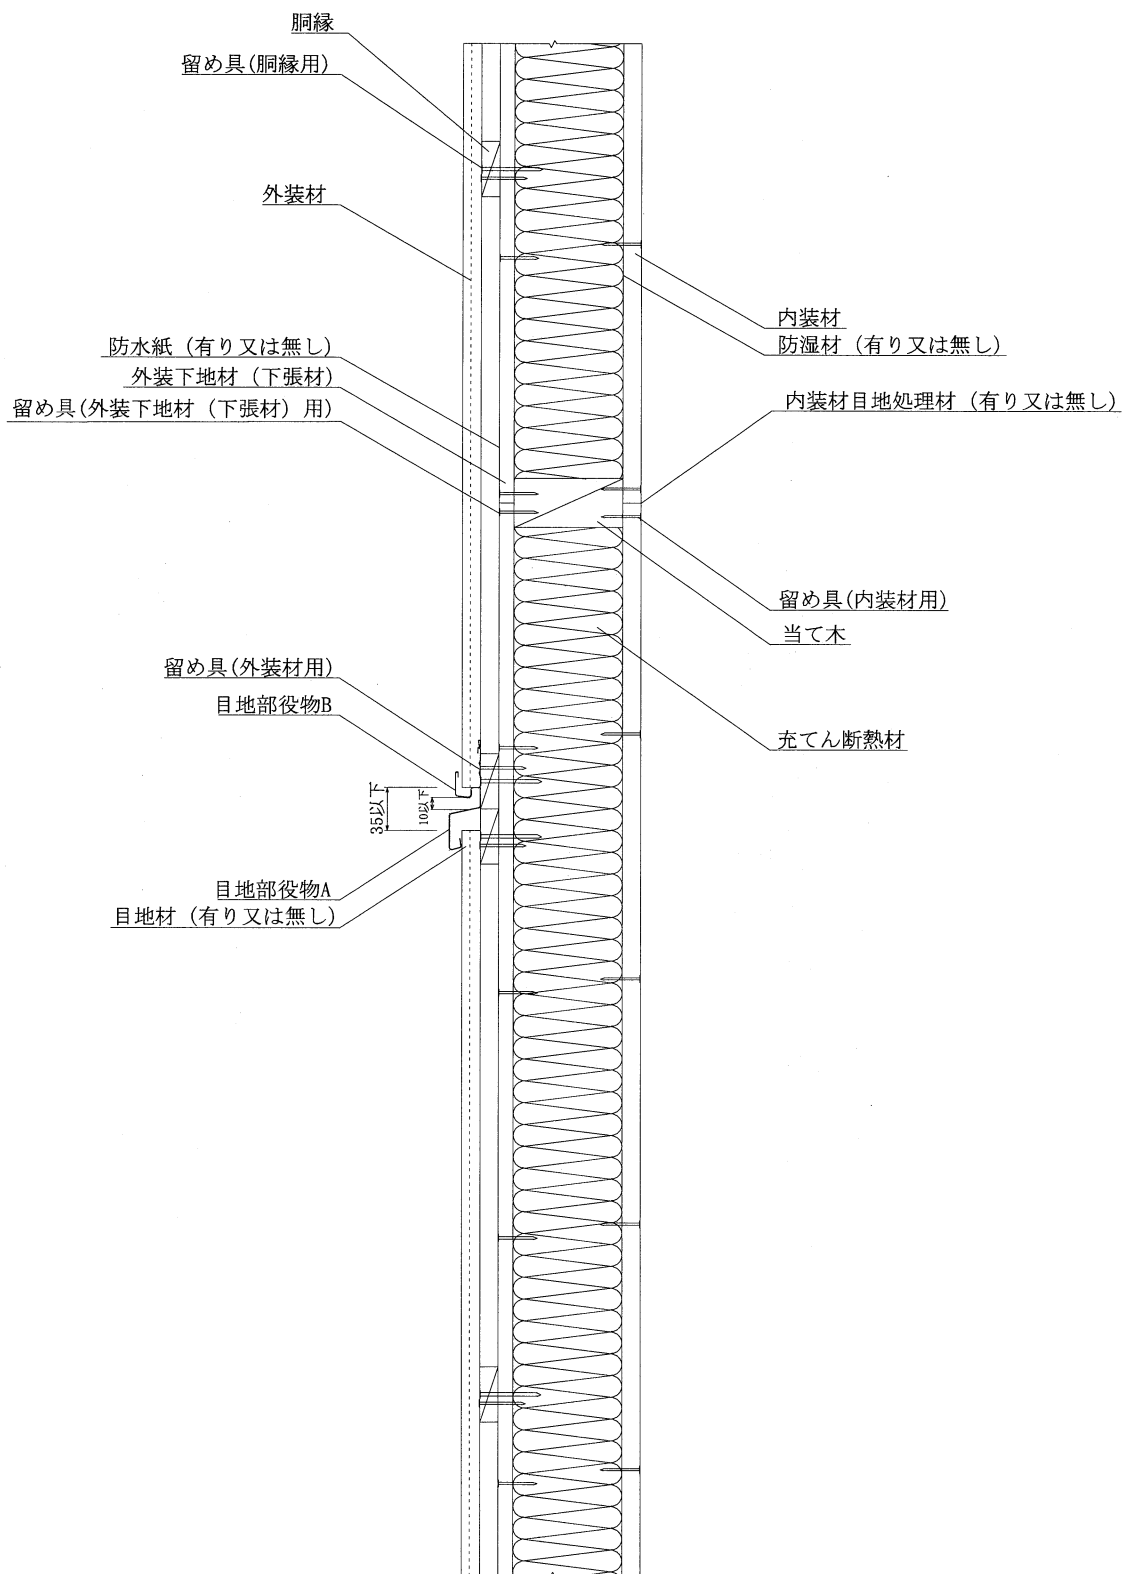 胴縁
留め具(胴縁用)
外装材
防水紙（有り又は無し）
外装下地材（下張材）
留め具(外装下地材（下張材）用)
内装材
防湿材（有り又は無し）
内装材目地処理材（有り又は無し）
留め具(内装材用)
当て木
充てん断熱材
留め具(外装材用)
目地部役物B
35以下
10以下
目地部役物A
目地材（有り又は無し）